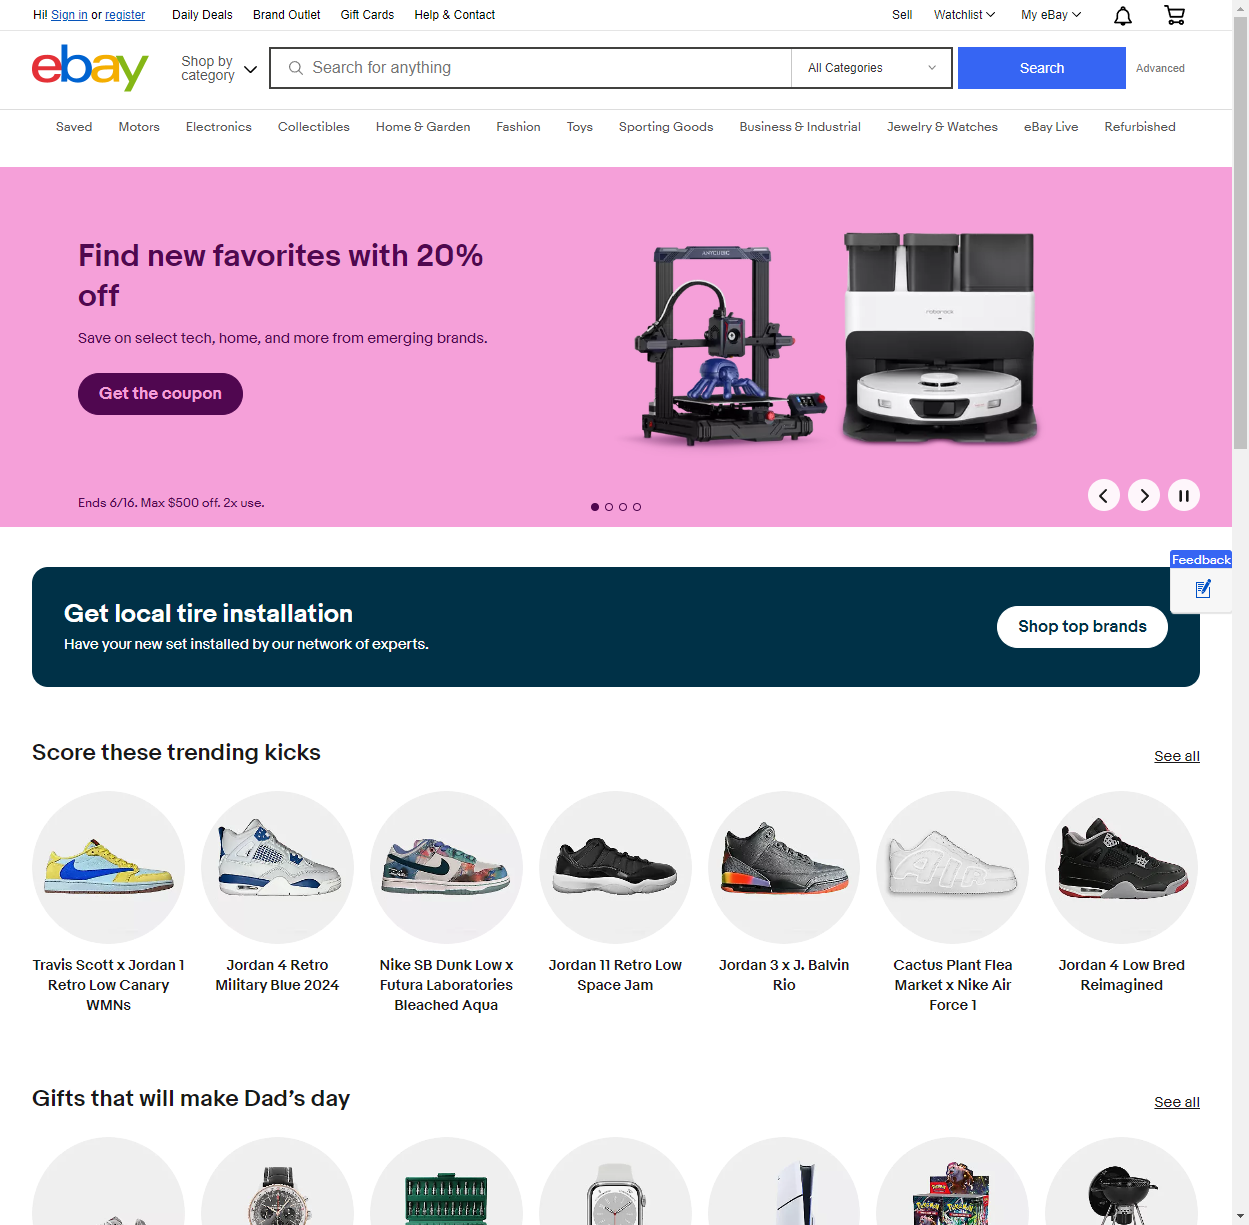 Hi! Sign in or register
Daily Deals
Brand Outlet
Gift Cards
Help & Contact
Sell
Watchlist
My eBay
ebay
Shop by
category
Search for anything
All Categories
Search
Advanced
Saved
Motors
Electronics
Collectibles
Home & Garden
Fashion
Toys
Sporting Goods
Business & Industrial
Jewelry & Watches
eBay Live
Refurbished
Find new favorites with 20%
off
Save on select tech, home, and more from emerging brands.
Get the coupon
Ends 6/16. Max $500 off. 2x use.
ANYCUBIC
roborock
Feedback
Get local tire installation
Have your new set installed by our network of experts.
Shop top brands
Score these trending kicks
See all
AIR
Travis Scott x Jordan 1
Retro Low Canary
WMNs
Jordan 4 Retro
Military Blue 2024
Nike SB Dunk Low x
Futura Laboratories
Bleached Aqua
Jordan 11 Retro Low
Space Jam
Jordan 3 x J. Balvin
Rio
Cactus Plant Flea
Market x Nike Air
Force 1
Jordan 4 Low Bred
Reimagined
Gifts that will make Dad's day
See all